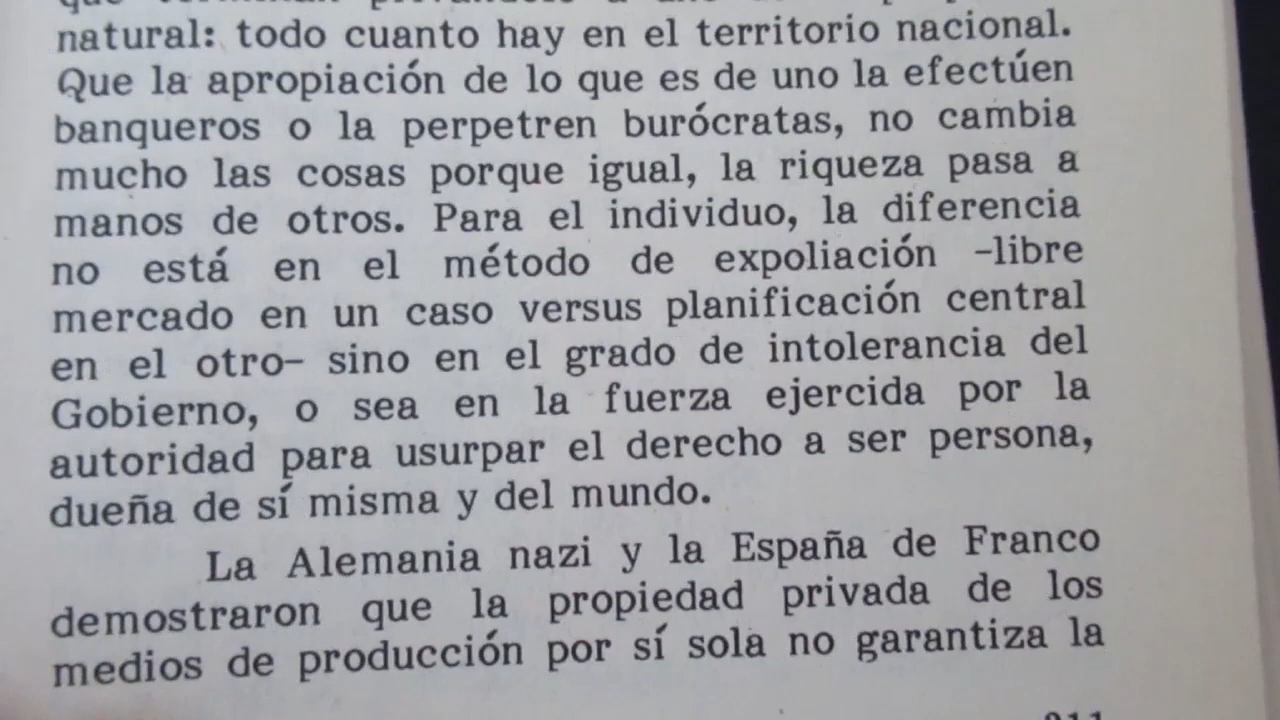 natural: todo cuanto hay en el territorio nacional.
Que la apropiación de lo que es de uno la efectúen
banqueros o la perpetren burócratas, no cambia
mucho las cosas porque igual, la riqueza pasa a
manos de otros. Para el individuo, la diferencia
no está en el método de expoliación -libre
mercado en un caso versus planificación central
en el otro- sino en el grado de intolerancia del
Gobierno, o sea en la fuerza ejercida por la
autoridad para usurpar el derecho a ser persona,
dueña de sí misma y del mundo.
La Alemania nazi y la España de Franco
demostraron que la propiedad privada de los
medios de producción por sí sola no garantiza la